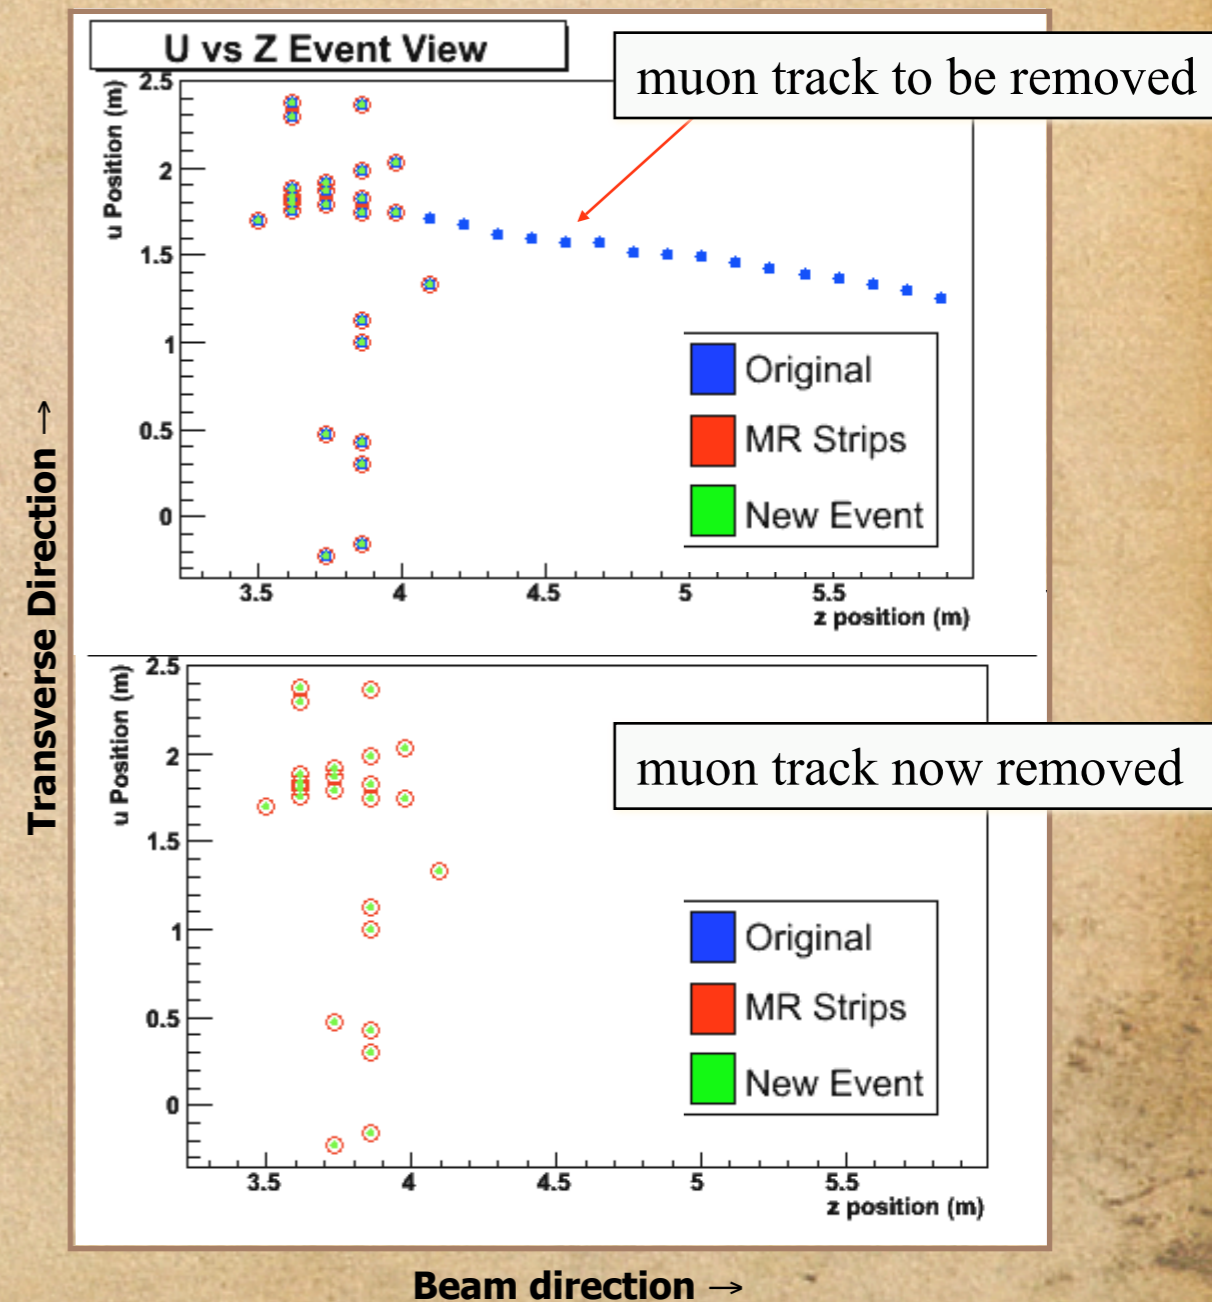 U vs Z Event View
muon track to be removed
2.5
2
1.5
1
0.5
0
u Position (m)
3.5 4 4.5 5 5.5
z position (m)
Original
MR Strips
New Event
Transverse Direction →
2.5
2
1.5
1
0.5
0
u Position (m)
muon track now removed
Original
MR Strips
New Event
3.5 4 4.5 5 5.5
z position (m)
Beam direction →